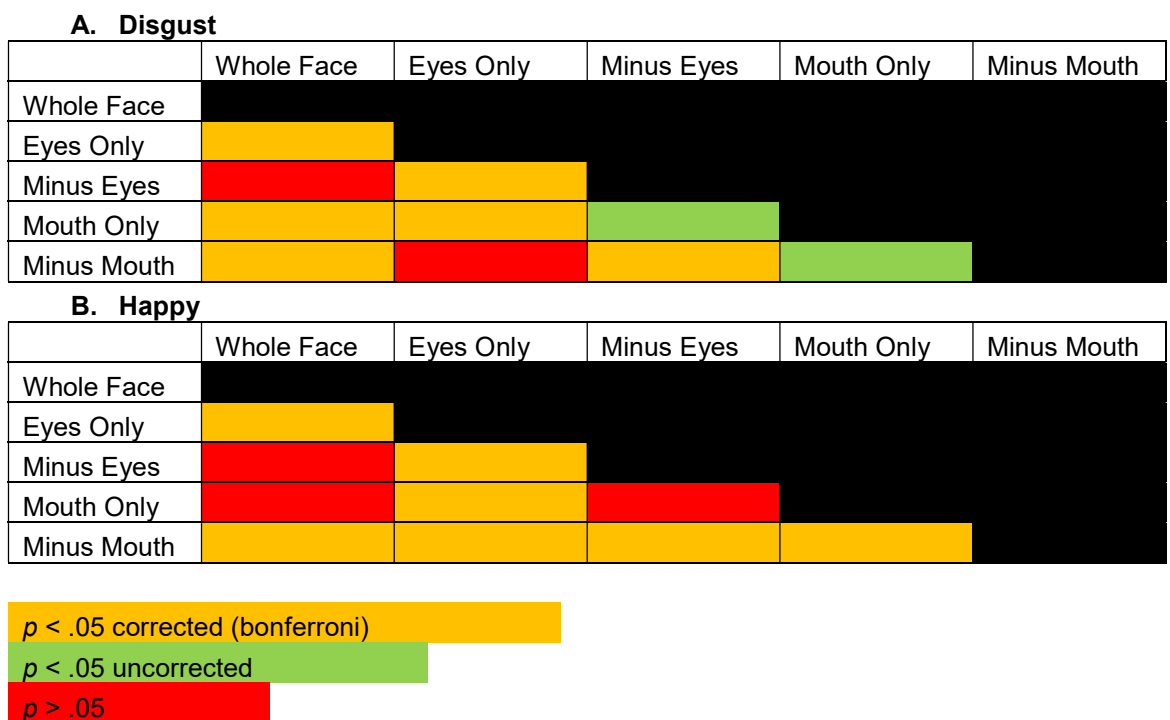 A. Disgust
Whole Face Eyes Only Minus Eyes Mouth Only Minus Mouth
Whole Face
Eyes Only
Minus Eyes
Mouth Only
Minus Mouth
B. Happy
Whole Face Eyes Only Minus Eyes Mouth Only Minus Mouth
Whole Face
Eyes Only
Minus Eyes
Mouth Only
Minus Mouth
p < .05 corrected (bonferroni)
p < .05 uncorrected
p > .05